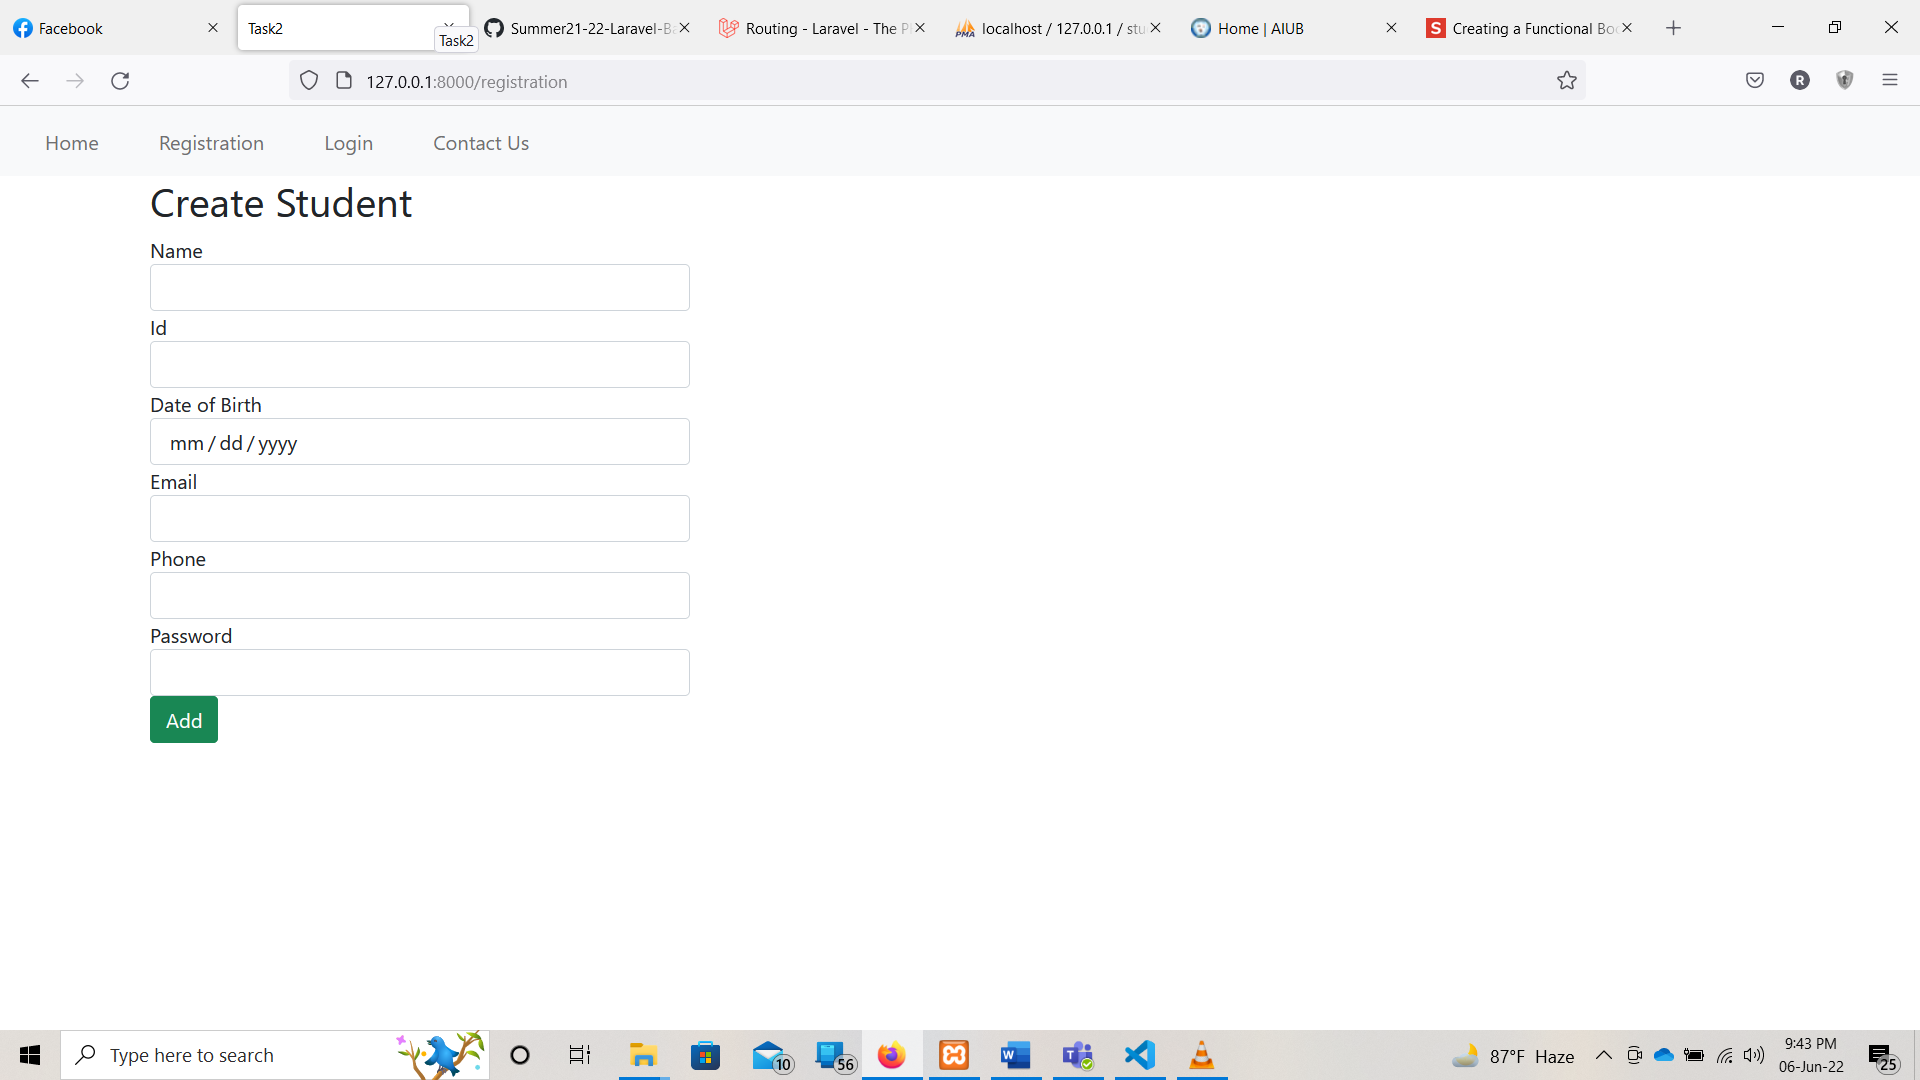 Facebook
Task2
Summer21-22-Laravel-Ba
Routing - Laravel - The P
localhost / 127.0.0.1 / stu
Home | AIUB
Creating a Functional Boo
Task2
127.0.0.1:8000/registration
R
Home
Registration
Login
Contact Us
Create Student
Name
Id
Date of Birth
mm / dd / yyyy
Email
Phone
Password
Add
Type here to search
10
56
87°F Haze
9:43 PM
06-Jun-22
25